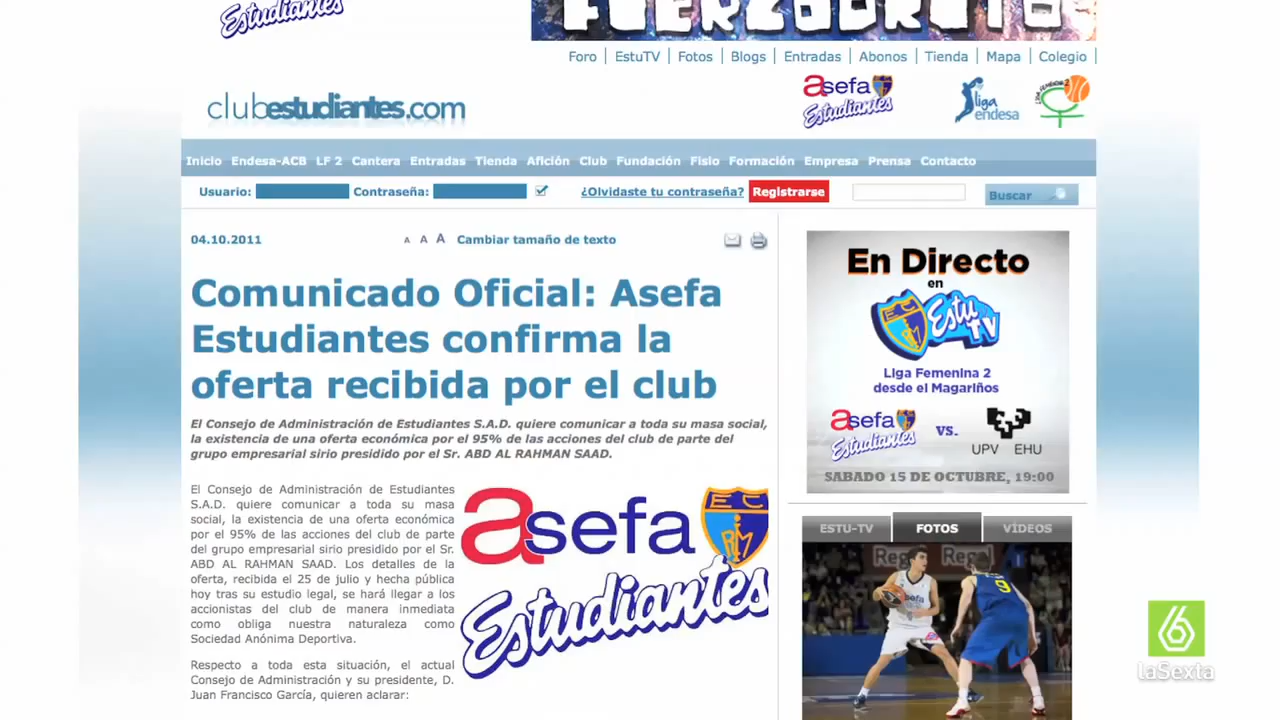 Estudiantes
FUERZABRUTA
Foro EstuTV Fotos Blogs Entradas Abonos Tienda Mapa Colegio
clubestudiantes.com
asefa
Estudiantes
liga
endesa
LIGA FEMENINA 2
Inicio Endesa-ACB LF 2 Cantera Entradas Tienda Afición Club Fundación Fisio Formación Empresa Prensa Contacto
Usuario: Contraseña: ¿Olvidaste tu contraseña? Registrarse Buscar
04.10.2011
A A A Cambiar tamaño de texto
Comunicado Oficial: Asefa
Estudiantes confirma la
oferta recibida por el club
El Consejo de Administración de Estudiantes S.A.D. quiere comunicar a toda su masa social,
la existencia de una oferta económica por el 95% de las acciones del club de parte del
grupo empresarial sirio presidido por el Sr. ABD AL RAHMAN SAAD.
El Consejo de Administración de Estudiantes
S.A.D. quiere comunicar a toda su masa
social, la existencia de una oferta económica
por el 95% de las acciones del club de parte
del grupo empresarial sirio presidido por el Sr.
ABD AL RAHMAN SAAD. Los detalles de la
oferta, recibida el 25 de julio y hecha pública
hoy tras su estudio legal, se hará llegar a los
accionistas del club de manera inmediata
como obliga nuestra naturaleza como
Sociedad Anónima Deportiva.
Respecto a toda esta situación, el actual
Consejo de Administración y su presidente, D.
Juan Francisco García, quieren aclarar:
asefa
Estudiantes
En Directo
en
Estu
TV
Liga Femenina 2
desde el Magariños
asefa
Estudiantes
vs.
UPV EHU
SABADO 15 DE OCTUBRE, 19:00
ESTU-TV FOTOS VÍDEOS
asefa
9
6
laSexta